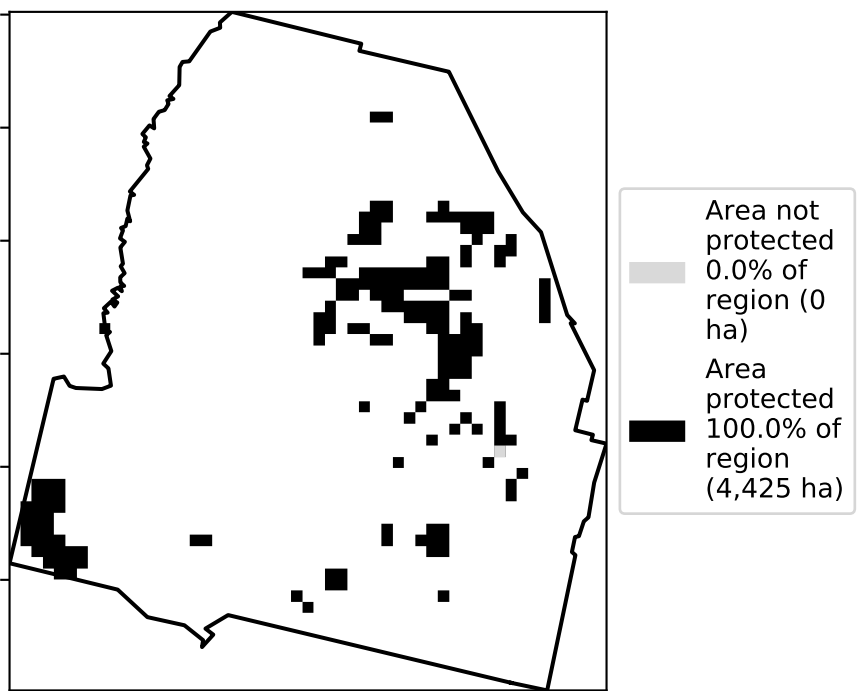 Area not
protected
0.0% of
region (0
ha)
Area
protected
100.0% of
region
(4,425 ha)